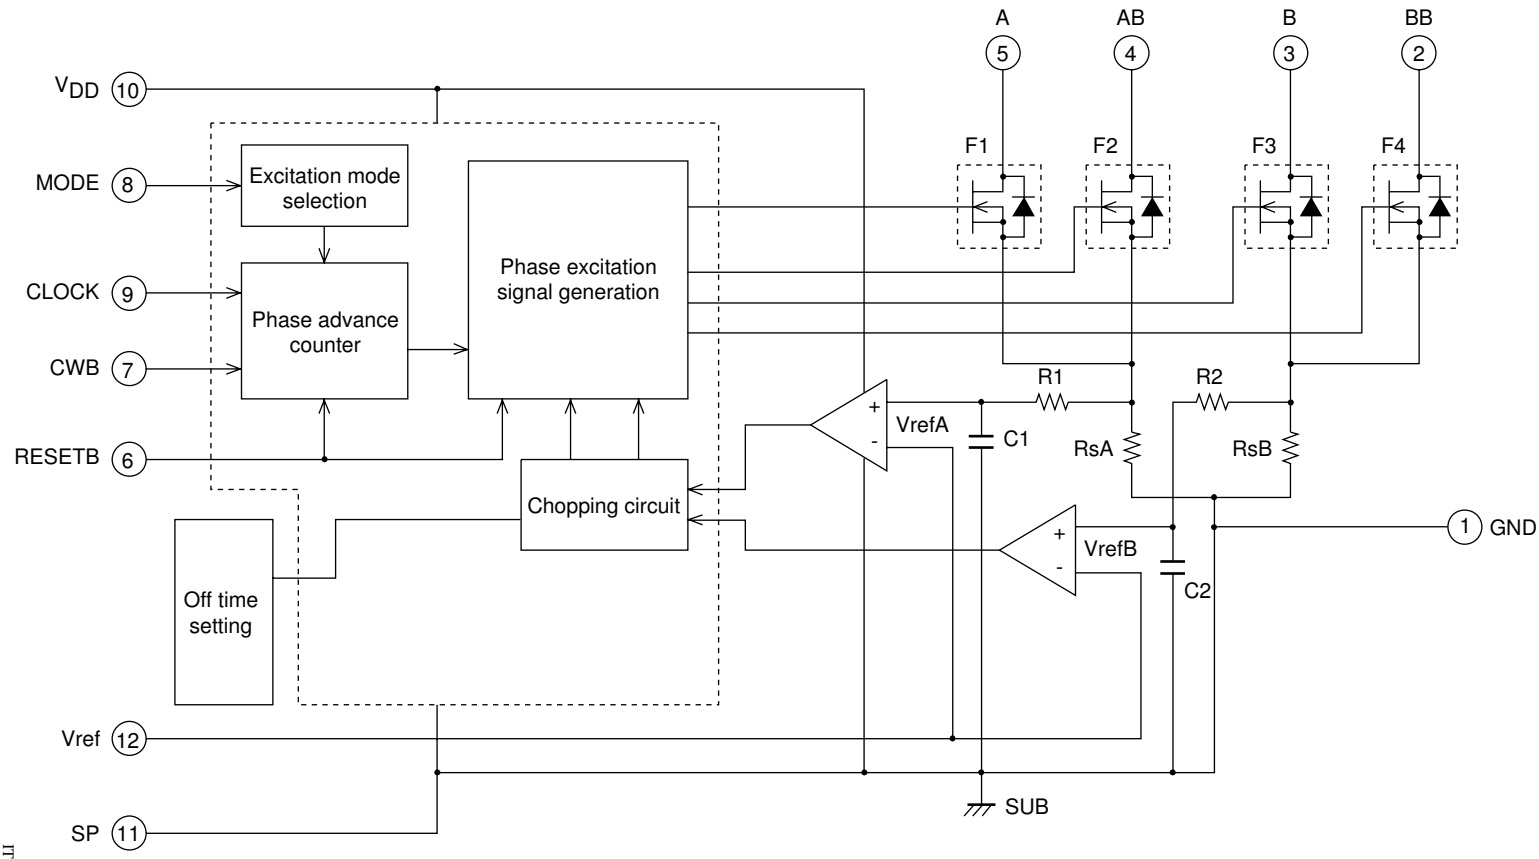 A
AB
B
BB
5
4
3
2
VDD 10
F1
F2
F3
F4
MODE 8
Excitation mode
selection
Phase excitation
signal generation
CLOCK 9
Phase advance
counter
CWB 7
R1
R2
+
VrefA
-
C1
RsA
RsB
RESETB 6
Chopping circuit
1 GND
+
VrefB
-
C2
Off time
setting
Vref 12
SUB
SP 11
IT